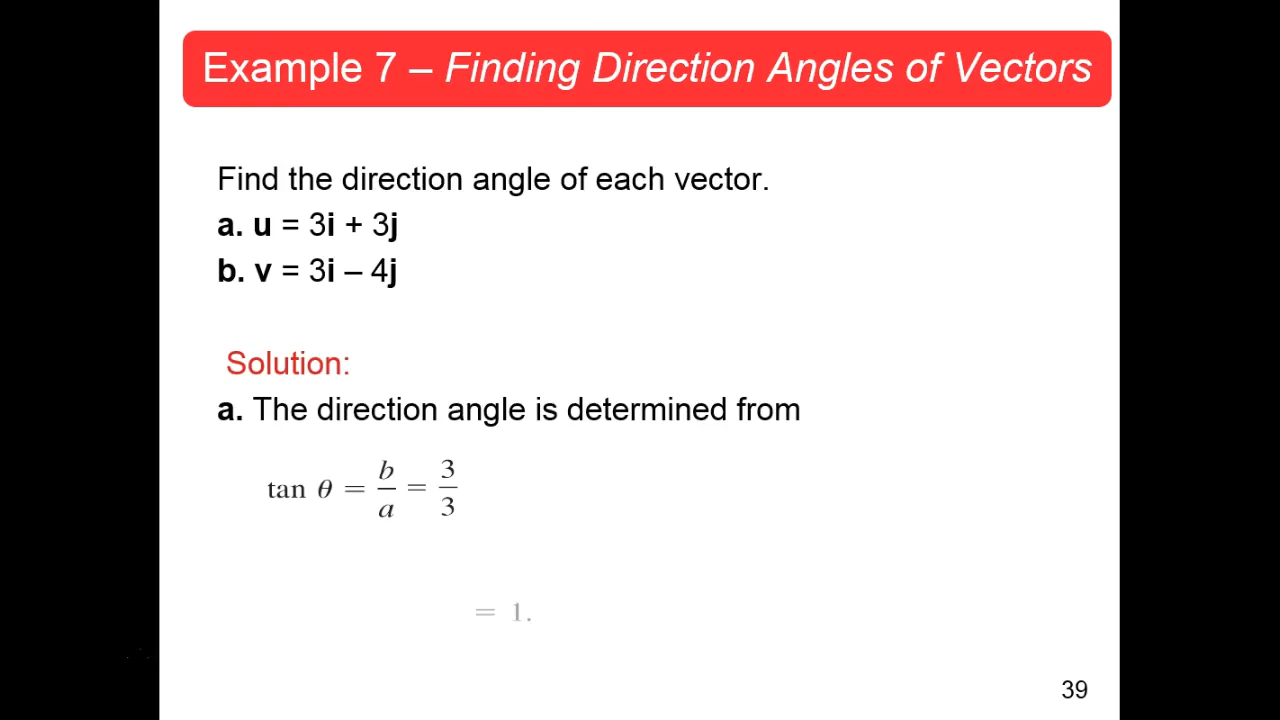 Example 7 – Finding Direction Angles of Vectors
Find the direction angle of each vector.
a. u = 3i + 3j
b. v = 3i – 4j
Solution:
a. The direction angle is determined from
tan θ = b/a = 3/3
= 1.
39